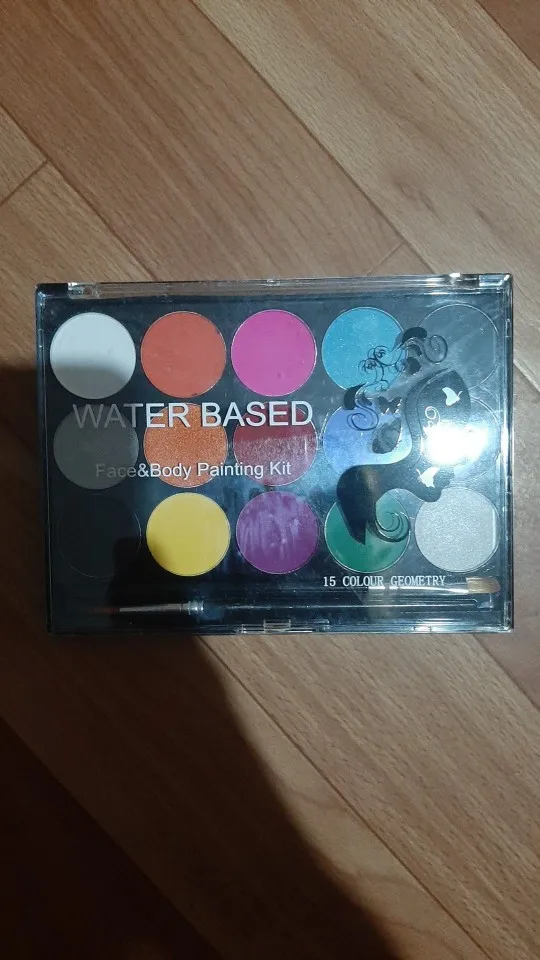 WATER BASED
Face&Body Painting Kit
15 COLOUR GEOMETRY